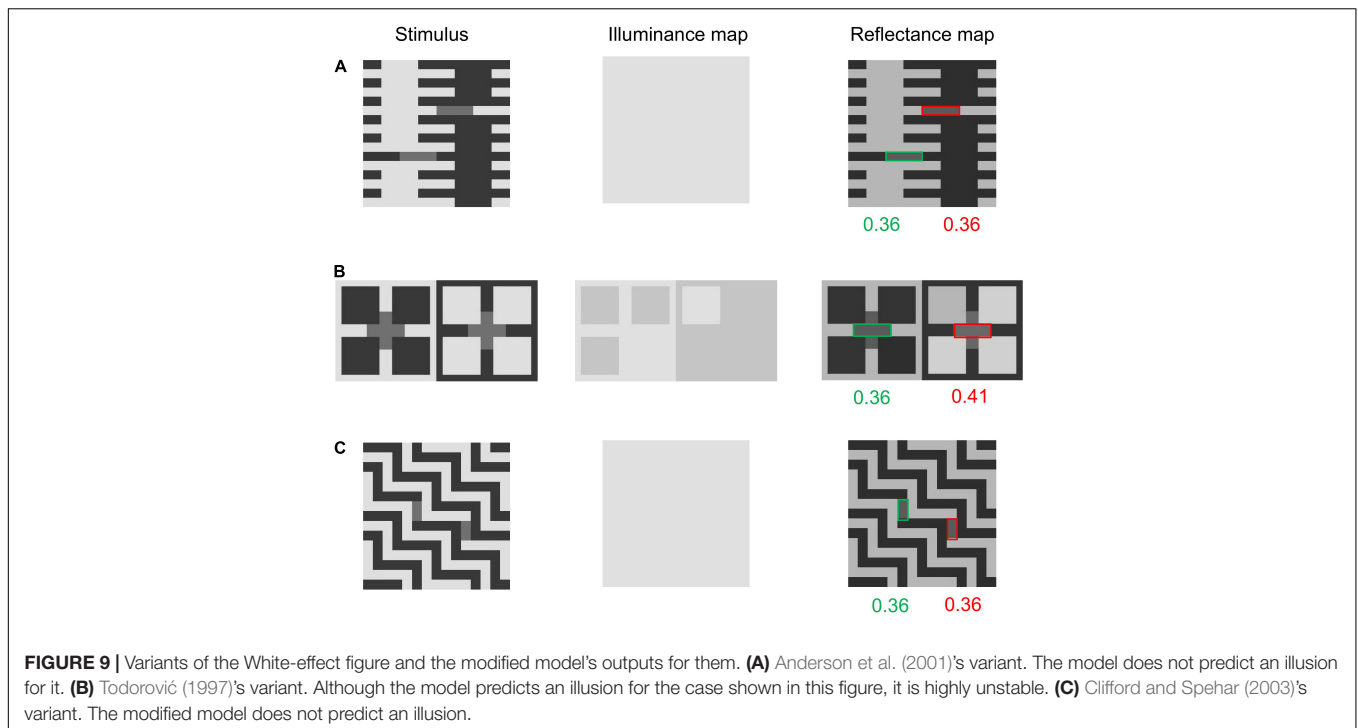 Stimulus Illuminance map Reflectance map
A
0.36 0.36
B
0.36 0.41
C
0.36 0.36
FIGURE 9 | Variants of the White-effect figure and the modified model's outputs for them. (A) Anderson et al. (2001)'s variant. The model does not predict an illusion
for it. (B) Todorović (1997)'s variant. Although the model predicts an illusion for the case shown in this figure, it is highly unstable. (C) Clifford and Spehar (2003)'s
variant. The modified model does not predict an illusion.